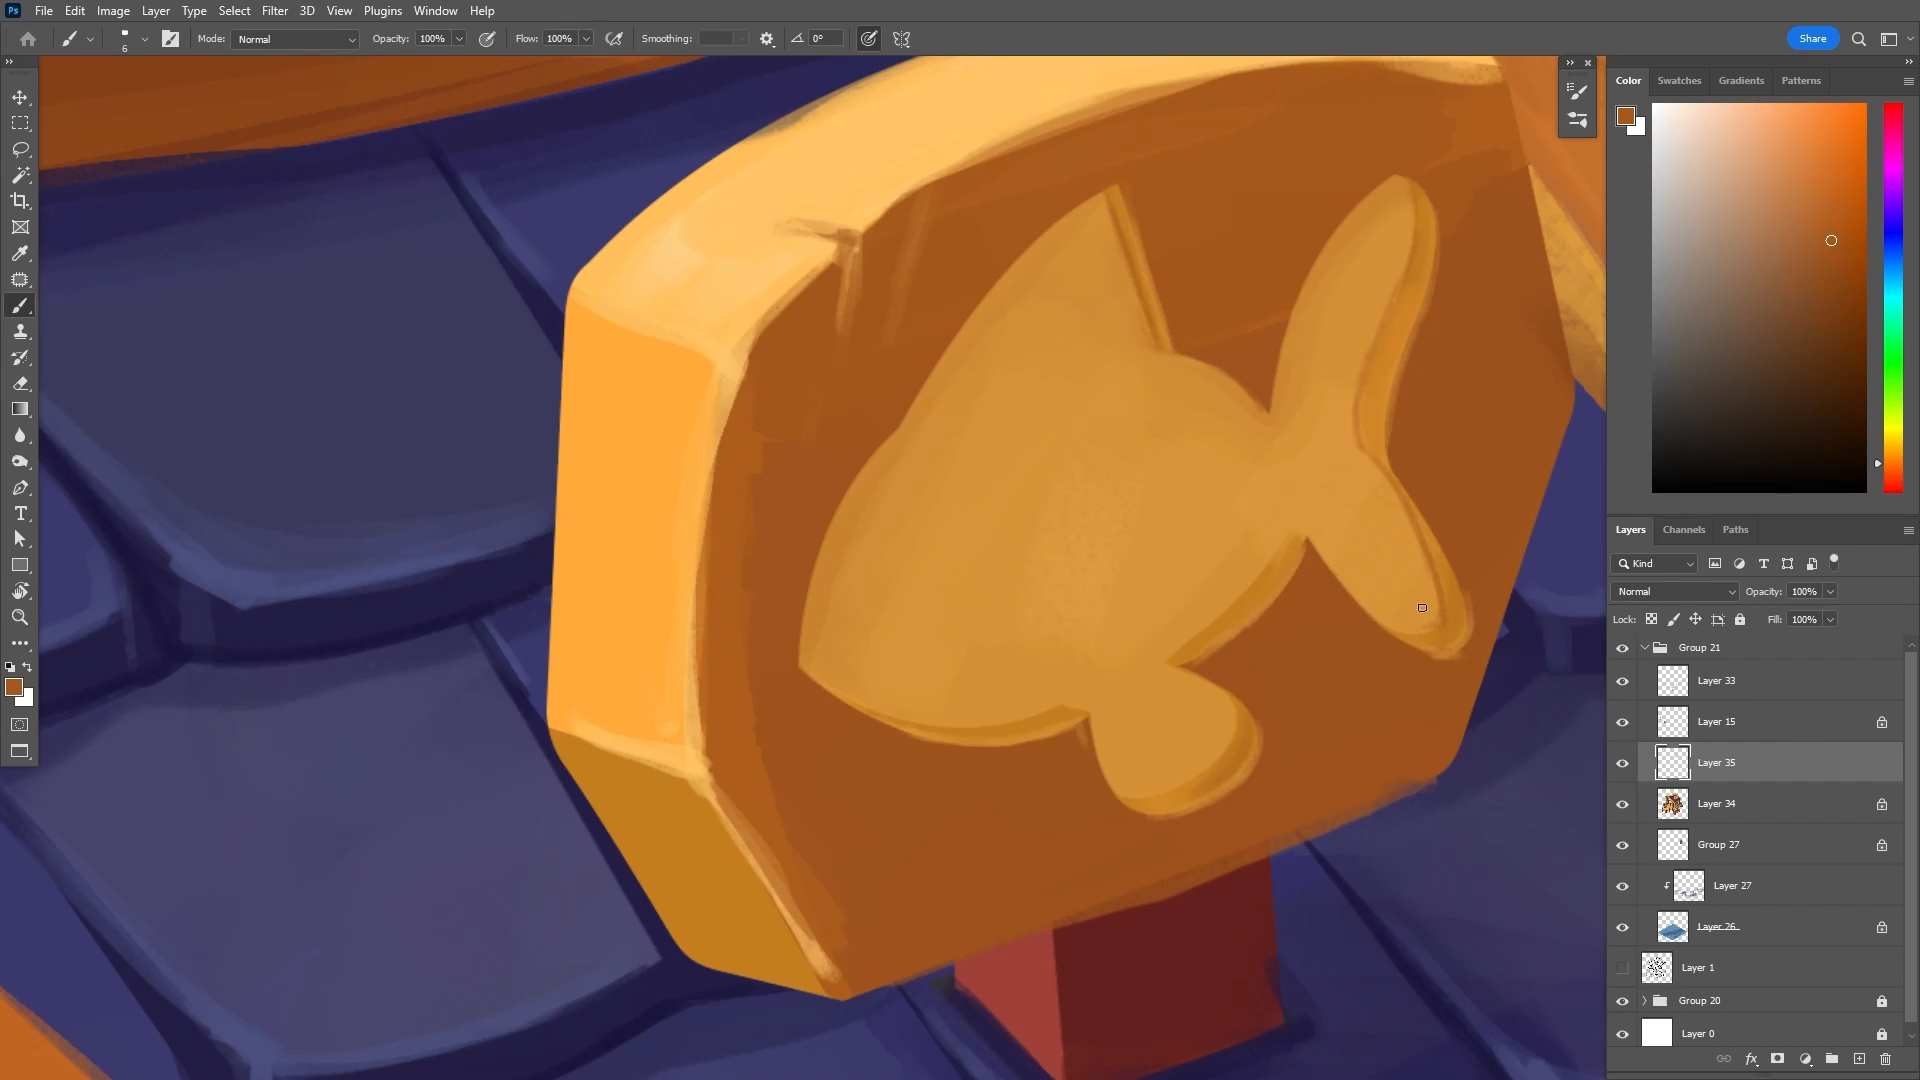 Ps File Edit Image Layer Type Select Filter 3D View Plugins Window Help
6 Mode: Normal Opacity: 100% Flow: 100% Smoothing: 0° Share
Color Swatches Gradients Patterns
Layers Channels Paths
Kind
Normal Opacity: 100%
Lock: Fill: 100%
Group 21
Layer 33
Layer 15
Layer 35
Layer 34
Group 27
Layer 27
Layer 26
Layer 1
Group 20
Layer 0